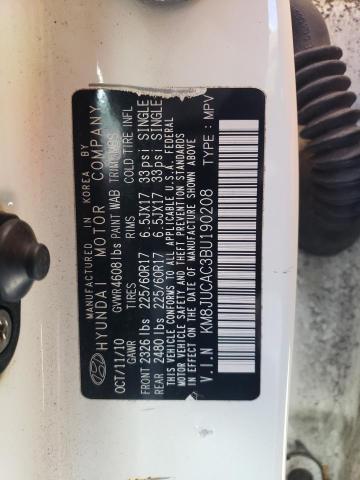 MANUFACTURED IN KOREA BY
HYUNDAI MOTOR COMPANY
OCT/11/10 GVWR 4608 lbs PAINT WAB TRIM
GAWR TIRES RIMS COLD TIRE INFL
FRONT 2326 lbs 225/60R17 6.5JX17 33psi SINGLE
REAR 2480 lbs 225/60R17 6.5JX17 33psi SINGLE
THIS VEHICLE CONFORMS TO ALL APPLICABLE U.S.A. FEDERAL
MOTOR VEHICLE SAFETY AND THEFT PREVENTION STANDARDS
IN EFFECT ON THE DATE OF MANUFACTURE SHOWN ABOVE
V.I.N KM8JUCAC3BU190208 TYPE: MPV